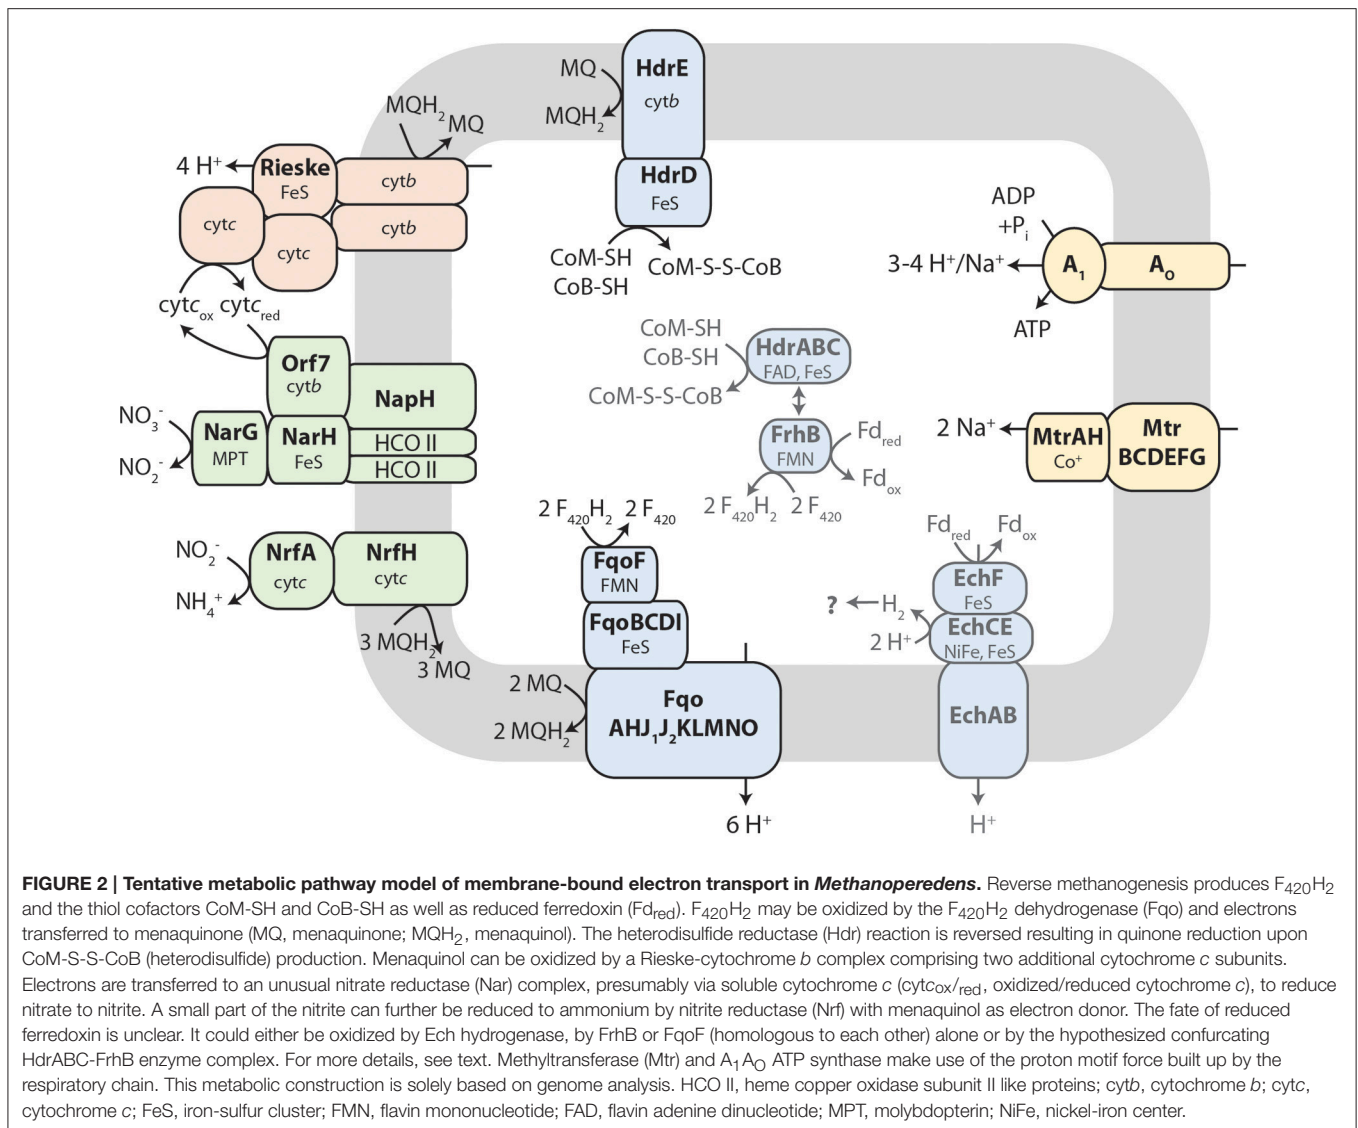 MQ
MQH2
HdrE
cytb
HdrD
FeS
CoM-SH
CoB-SH
CoM-S-S-CoB
MQH2
MQ
4 H+
Rieske
FeS
cytb
cytc
cytc
cytb
cytcox cytcred
Orf7
cytb
NapH
NO3-
NO2-
NarG
MPT
NarH
FeS
HCO II
HCO II
NO2-
NH4+
NrfA
cytc
NrfH
cytc
3 MQH2
3 MQ
ADP
+Pi
3-4 H+/Na+
A1
AO
ATP
CoM-SH
CoB-SH
CoM-S-S-CoB
HdrABC
FAD, FeS
FrhB
FMN
Fdred
Fdox
2 F420H2 2 F420
2 Na+
MtrAH
Co+
Mtr
BCDEFG
2 F420H2 2 F420
FqoF
FMN
FqoBCDI
FeS
2 MQ
2 MQH2
Fqo
AHJ1J2KLMNO
6 H+
Fdred Fdox
EchF
FeS
? H2
2 H+
EchCE
NiFe, FeS
EchAB
H+
FIGURE 2 | Tentative metabolic pathway model of membrane-bound electron transport in Methanoperedens. Reverse methanogenesis produces F420H2
and the thiol cofactors CoM-SH and CoB-SH as well as reduced ferredoxin (Fdred). F420H2 may be oxidized by the F420H2 dehydrogenase (Fqo) and electrons
transferred to menaquinone (MQ, menaquinone; MQH2, menaquinol). The heterodisulfide reductase (Hdr) reaction is reversed resulting in quinone reduction upon
CoM-S-S-CoB (heterodisulfide) production. Menaquinol can be oxidized by a Rieske-cytochrome b complex comprising two additional cytochrome c subunits.
Electrons are transferred to an unusual nitrate reductase (Nar) complex, presumably via soluble cytochrome c (cytcox/red, oxidized/reduced cytochrome c), to reduce
nitrate to nitrite. A small part of the nitrite can further be reduced to ammonium by nitrite reductase (Nrf) with menaquinol as electron donor. The fate of reduced
ferredoxin is unclear. It could either be oxidized by Ech hydrogenase, by FrhB or FqoF (homologous to each other) alone or by the hypothesized confurcating
HdrABC-FrhB enzyme complex. For more details, see text. Methyltransferase (Mtr) and A1AO ATP synthase make use of the proton motif force built up by the
respiratory chain. This metabolic construction is solely based on genome analysis. HCO II, heme copper oxidase subunit II like proteins; cytb, cytochrome b; cytc,
cytochrome c; FeS, iron-sulfur cluster; FMN, flavin mononucleotide; FAD, flavin adenine dinucleotide; MPT, molybdopterin; NiFe, nickel-iron center.